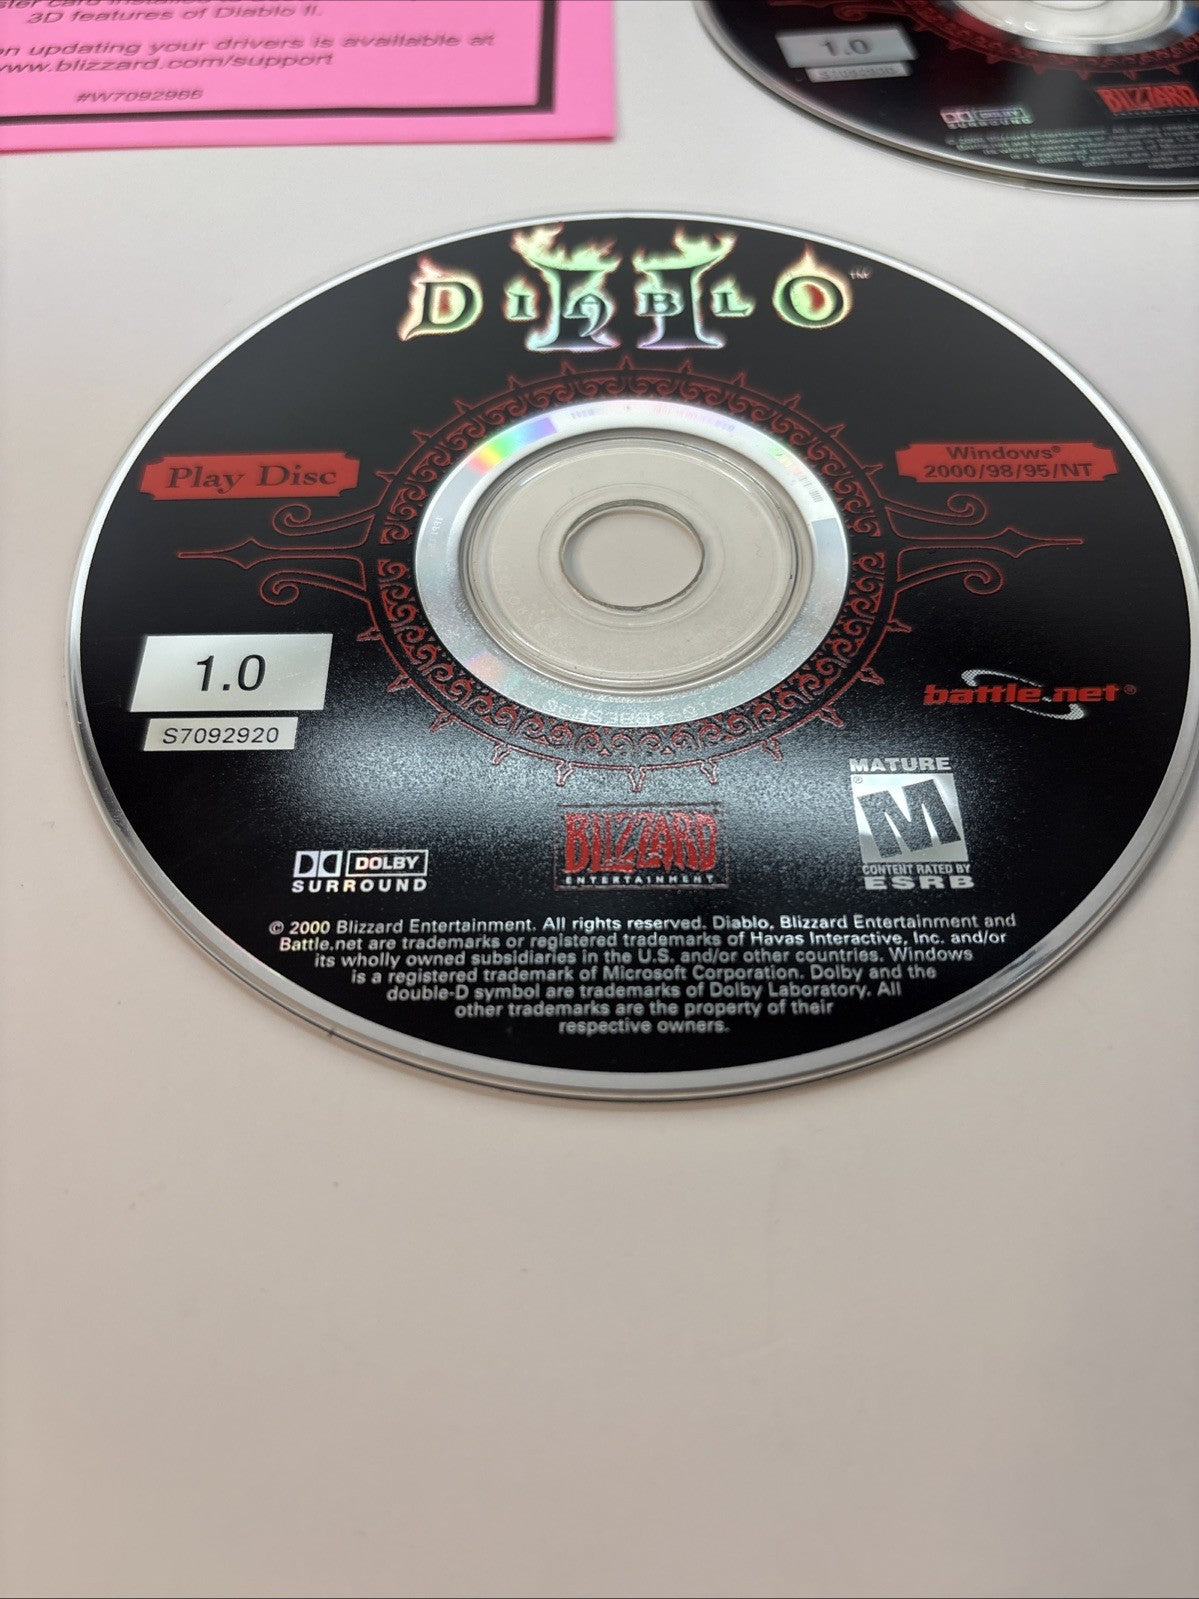 3D features of Diablo II.
updating your drivers is available at
www.blizzard.com/support
#W7092966
1.0
BLIZZARD
SURROUND
DIABLO II™
Play Disc
Windows®
2000/98/95/NT
1.0
S7092920
battle.net®
MATURE
M
CONTENT RATED BY
ESRB
BLIZZARD
ENTERTAINMENT
DOLBY
SURROUND
© 2000 Blizzard Entertainment. All rights reserved. Diablo, Blizzard Entertainment and
Battle.net are trademarks or registered trademarks of Havas Interactive, Inc. and/or
its wholly owned subsidiaries in the U.S. and/or other countries. Windows
is a registered trademark of Microsoft Corporation. Dolby and the
double-D symbol are trademarks of Dolby Laboratory. All
other trademarks are the property of their
respective owners.